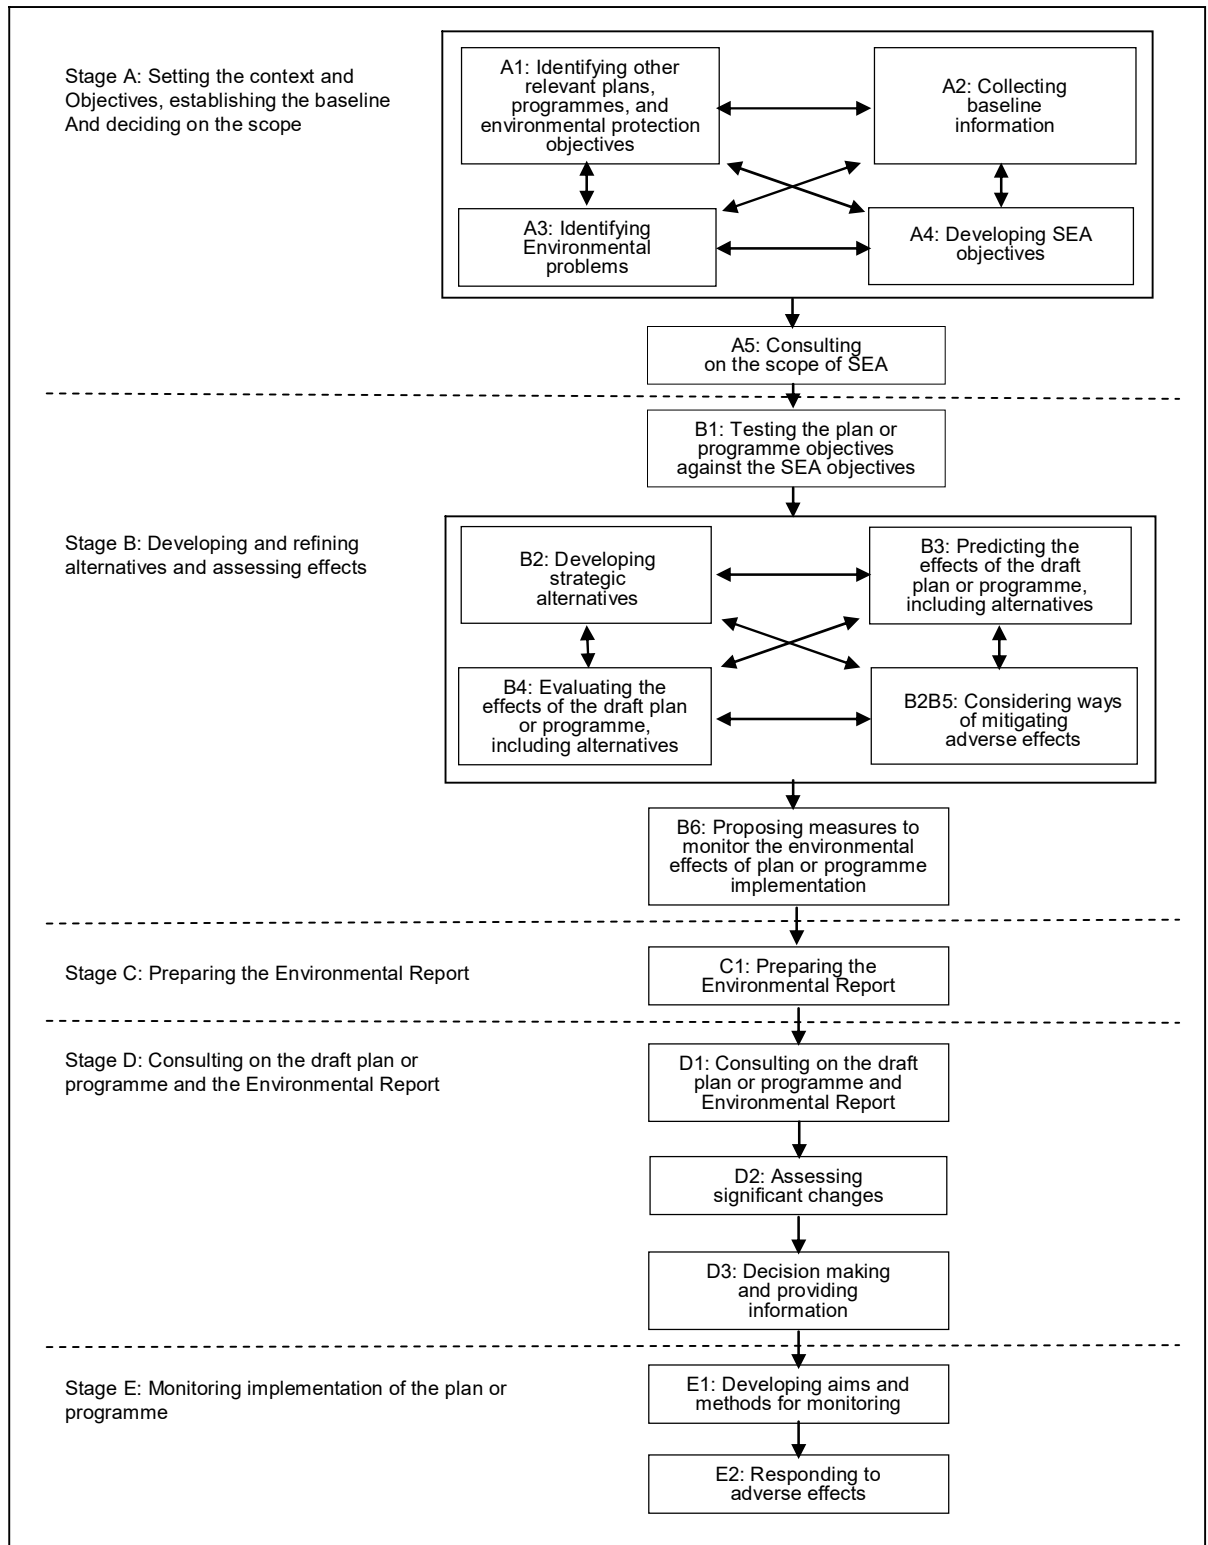 Stage A: Setting the context and
Objectives, establishing the baseline
And deciding on the scope
A1: Identifying other
relevant plans,
programmes, and
environmental protection
objectives
A2: Collecting
baseline
information
A3: Identifying
Environmental
problems
A4: Developing SEA
objectives
A5: Consulting
on the scope of SEA
B1: Testing the plan or
programme objectives
against the SEA objectives
Stage B: Developing and refining
alternatives and assessing effects
B2: Developing
strategic
alternatives
B3: Predicting the
effects of the draft
plan or programme,
including alternatives
B4: Evaluating the
effects of the draft plan
or programme,
including alternatives
B2B5: Considering ways
of mitigating
adverse effects
B6: Proposing measures to
monitor the environmental
effects of plan or programme
implementation
Stage C: Preparing the Environmental Report
C1: Preparing the
Environmental Report
Stage D: Consulting on the draft plan or
programme and the Environmental Report
D1: Consulting on the draft
plan or programme and
Environmental Report
D2: Assessing
significant changes
D3: Decision making
and providing
information
Stage E: Monitoring implementation of the plan or
programme
E1: Developing aims and
methods for monitoring
E2: Responding to
adverse effects